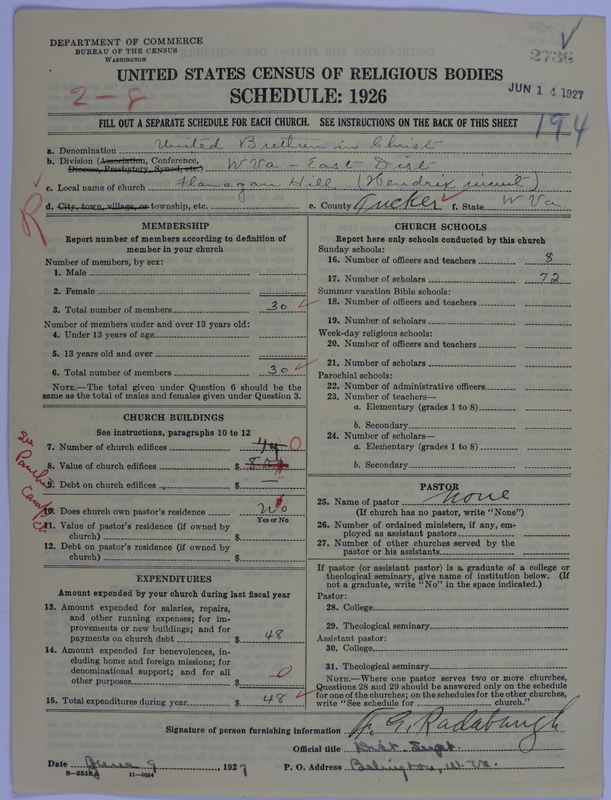 DEPARTMENT OF COMMERCE
BUREAU OF THE CENSUS
WASHINGTON
2736
UNITED STATES CENSUS OF RELIGIOUS BODIES
SCHEDULE: 1926
JUN 14 1927
2-8
FILL OUT A SEPARATE SCHEDULE FOR EACH CHURCH. SEE INSTRUCTIONS ON THE BACK OF THIS SHEET
194
a. Denomination United Brethren in Christ
b. Division (Association, Conference, Diocese, Presbytery, Synod, etc.) W Va - East Dist
c. Local name of church Flanagan Hill (Hendrix circuit)
d. City, town, village, or township, etc. e. County Tucker f. State W Va
R
MEMBERSHIP
Report number of members according to definition of
member in your church
Number of members, by sex:
1. Male
2. Female
3. Total number of members 30
Number of members under and over 13 years old:
4. Under 13 years of age
5. 13 years old and over
6. Total number of members 30
NOTE.—The total given under Question 6 should be the
same as the total of males and females given under Question 3.
CHURCH BUILDINGS
See instructions, paragraphs 10 to 12
7. Number of church edifices 0
8. Value of church edifices $
9. Debt on church edifices $ —
10. Does church own pastor's residence No
Yes or No
11. Value of pastor's residence (if owned by
church) $
12. Debt on pastor's residence (if owned by
church) $
EXPENDITURES
Amount expended by your church during last fiscal year
13. Amount expended for salaries, repairs,
and other running expenses; for im-
provements or new buildings; and for
payments on church debt $ 48
14. Amount expended for benevolences, in-
cluding home and foreign missions; for
denominational support; and for all
other purposes $ 0
15. Total expenditures during year $ 48
CHURCH SCHOOLS
Report here only schools conducted by this church
Sunday schools:
16. Number of officers and teachers 8
17. Number of scholars 72
Summer vacation Bible schools:
18. Number of officers and teachers
19. Number of scholars
Week-day religious schools:
20. Number of officers and teachers
21. Number of scholars
Parochial schools:
22. Number of administrative officers
23. Number of teachers—
a. Elementary (grades 1 to 8)
b. Secondary
24. Number of scholars—
a. Elementary (grades 1 to 8)
b. Secondary
PASTOR
25. Name of pastor None
(If church has no pastor, write "None")
26. Number of ordained ministers, if any, em-
ployed as assistant pastors
27. Number of other churches served by the
pastor or his assistants
If pastor (or assistant pastor) is a graduate of a college or
theological seminary, give name of institution below. (If
not a graduate, write "No" in the space indicated.)
Pastor:
28. College
29. Theological seminary
Assistant pastor:
30. College
31. Theological seminary
NOTE.—Where one pastor serves two or more churches,
Questions 28 and 29 should be answered only on the schedule
for one of the churches; on the schedules for the other churches,
write "See schedule for church."
Signature of person furnishing information F. G. Radabaugh
Official title Dist. Supt.
Date June 9, 1927 P. O. Address Belington, W. Va.
8-5518a 11-9034